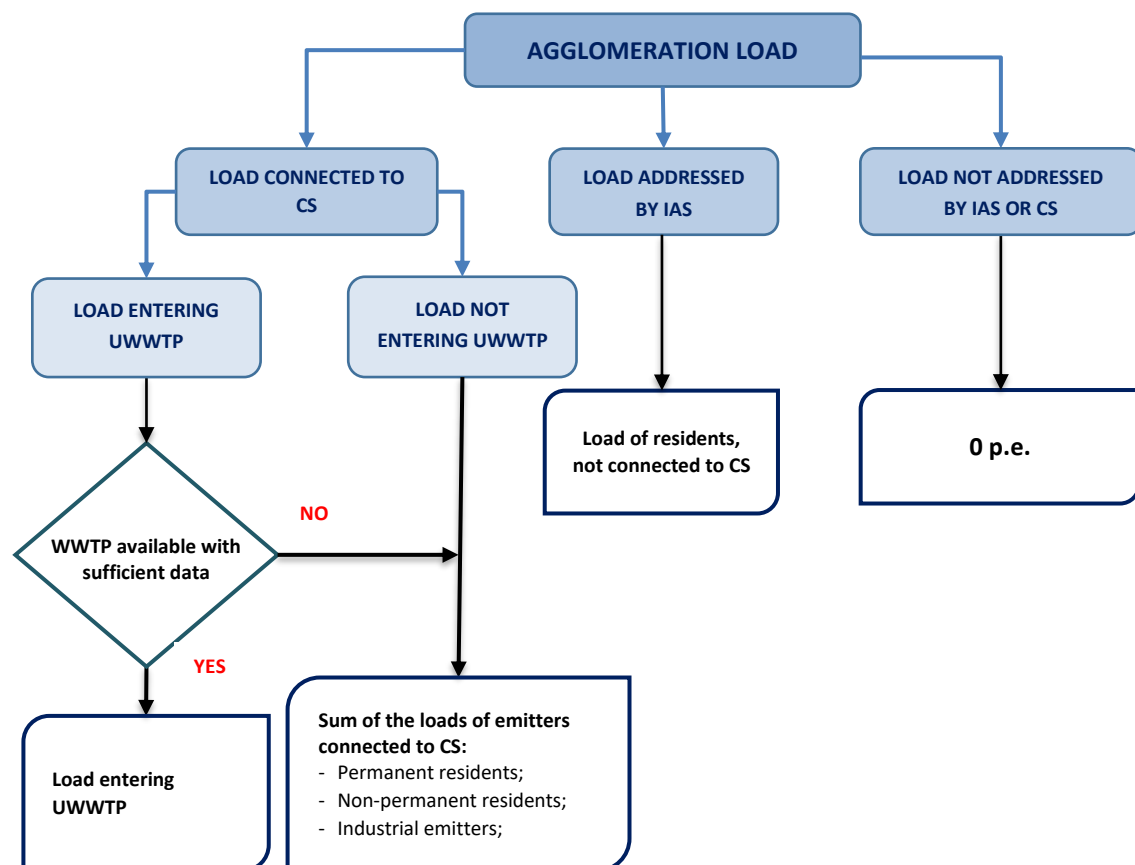 AGGLOMERATION LOAD
LOAD CONNECTED TO
CS
LOAD ADDRESSED
BY IAS
LOAD NOT ADDRESSED
BY IAS OR CS
LOAD ENTERING
UWWTP
LOAD NOT
ENTERING UWWTP
Load of residents,
not connected to CS
0 p.e.
NO
WWTP available with
sufficient data
YES
Sum of the loads of emitters
connected to CS:
- Permanent residents;
- Non-permanent residents;
- Industrial emitters;
Load entering
UWWTP